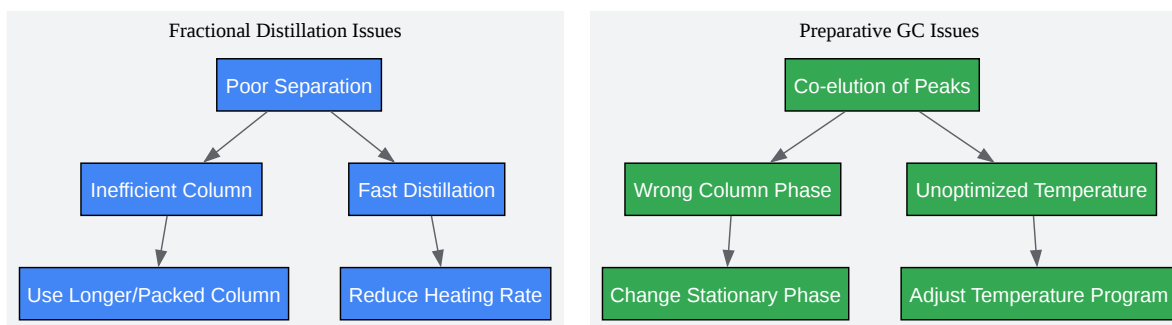 Fractional Distillation Issues
Poor Separation
Inefficient Column
Fast Distillation
Use Longer/Packed Column
Reduce Heating Rate
Preparative GC Issues
Co-elution of Peaks
Wrong Column Phase
Unoptimized Temperature
Change Stationary Phase
Adjust Temperature Program